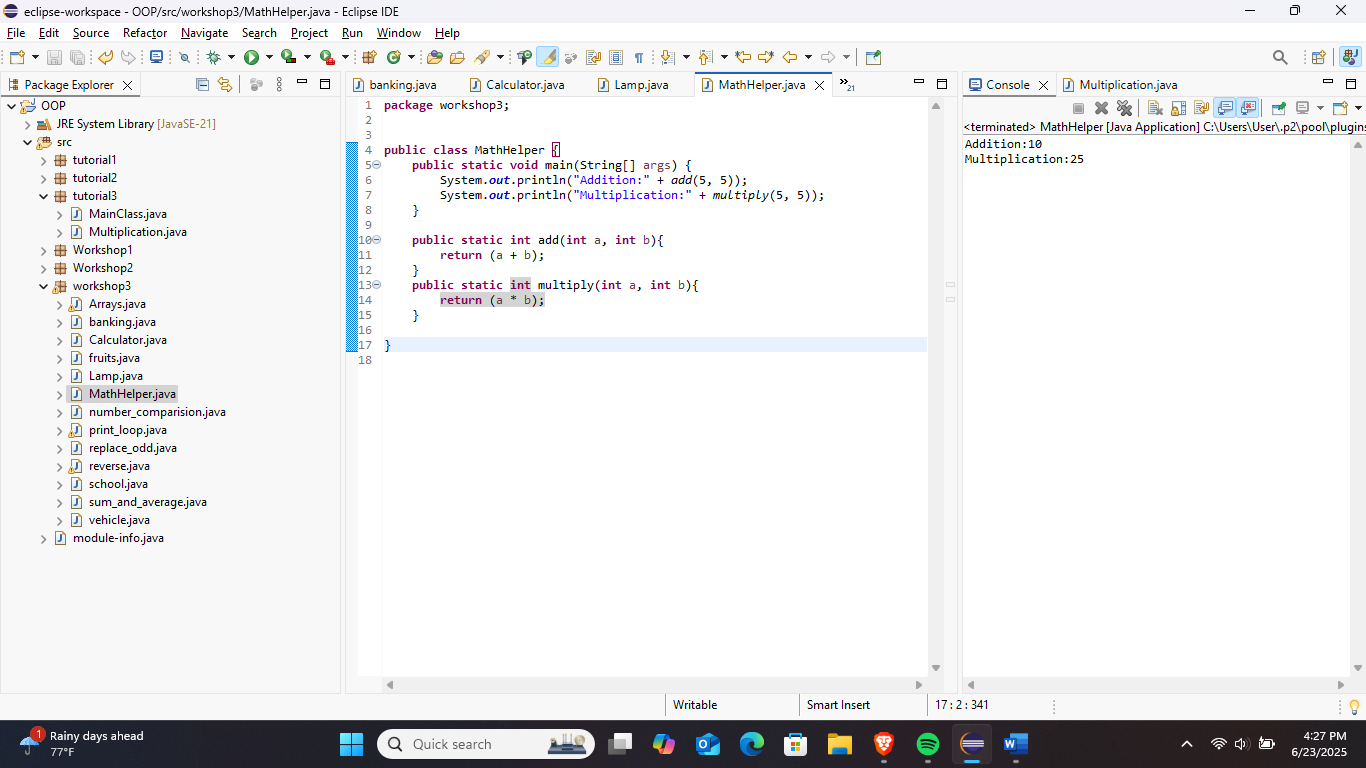 eclipse-workspace - OOP/src/workshop3/MathHelper.java - Eclipse IDE
File Edit Source Refactor Navigate Search Project Run Window Help
Package Explorer
OOP
JRE System Library [JavaSE-21]
src
tutorial1
tutorial2
tutorial3
MainClass.java
Multiplication.java
Workshop1
Workshop2
workshop3
Arrays.java
banking.java
Calculator.java
fruits.java
Lamp.java
MathHelper.java
number_comparision.java
print_loop.java
replace_odd.java
reverse.java
school.java
sum_and_average.java
vehicle.java
module-info.java
banking.java Calculator.java Lamp.java MathHelper.java »21
1 package workshop3;
2
3
4 public class MathHelper {
5 public static void main(String[] args) {
6 System.out.println("Addition:" + add(5, 5));
7 System.out.println("Multiplication:" + multiply(5, 5));
8 }
9
10 public static int add(int a, int b){
11 return (a + b);
12 }
13 public static int multiply(int a, int b){
14 return (a * b);
15 }
16
17 }
18
Console Multiplication.java
<terminated> MathHelper [Java Application] C:\Users\User\.p2\pool\plugins
Addition:10
Multiplication:25
Writable Smart Insert 17 : 2 : 341
1
Rainy days ahead
77°F
Quick search
4:27 PM
6/23/2025